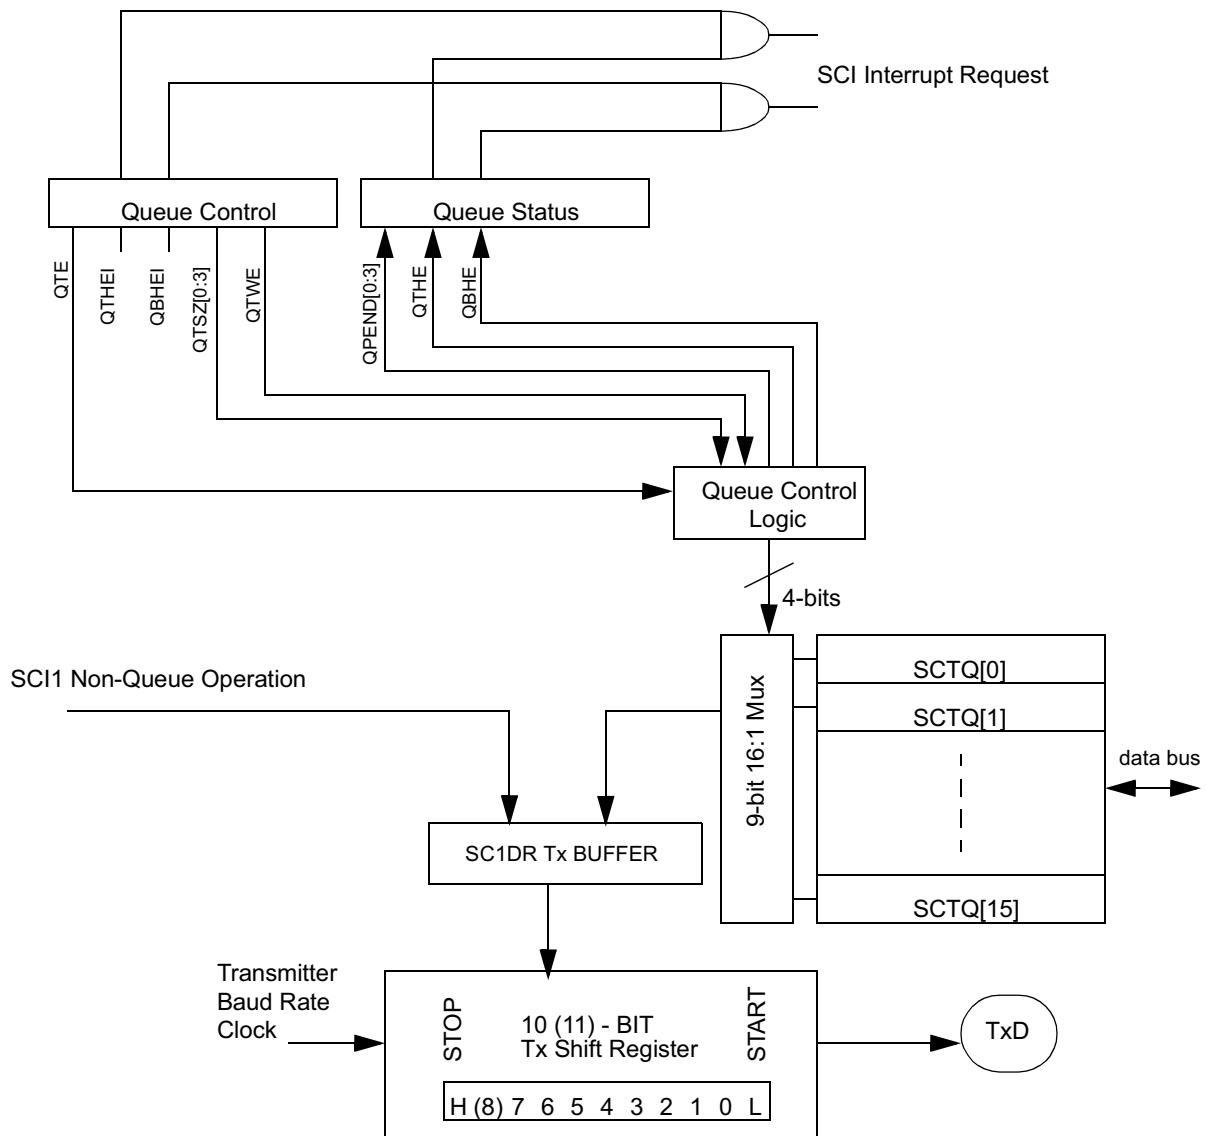 SCI Interrupt Request
Queue Control
Queue Status
QTE
QTHEI
QBHEI
QTSZ[0:3]
QTWE
QPEND[0:3]
QTHE
QBHE
Queue Control
Logic
4-bits
SCI1 Non-Queue Operation
9-bit 16:1 Mux
SCTQ[0]
SCTQ[1]
SCTQ[15]
data bus
SC1DR Tx BUFFER
Transmitter
Baud Rate
Clock
STOP
10 (11) - BIT
Tx Shift Register
START
H (8) 7 6 5 4 3 2 1 0 L
TxD